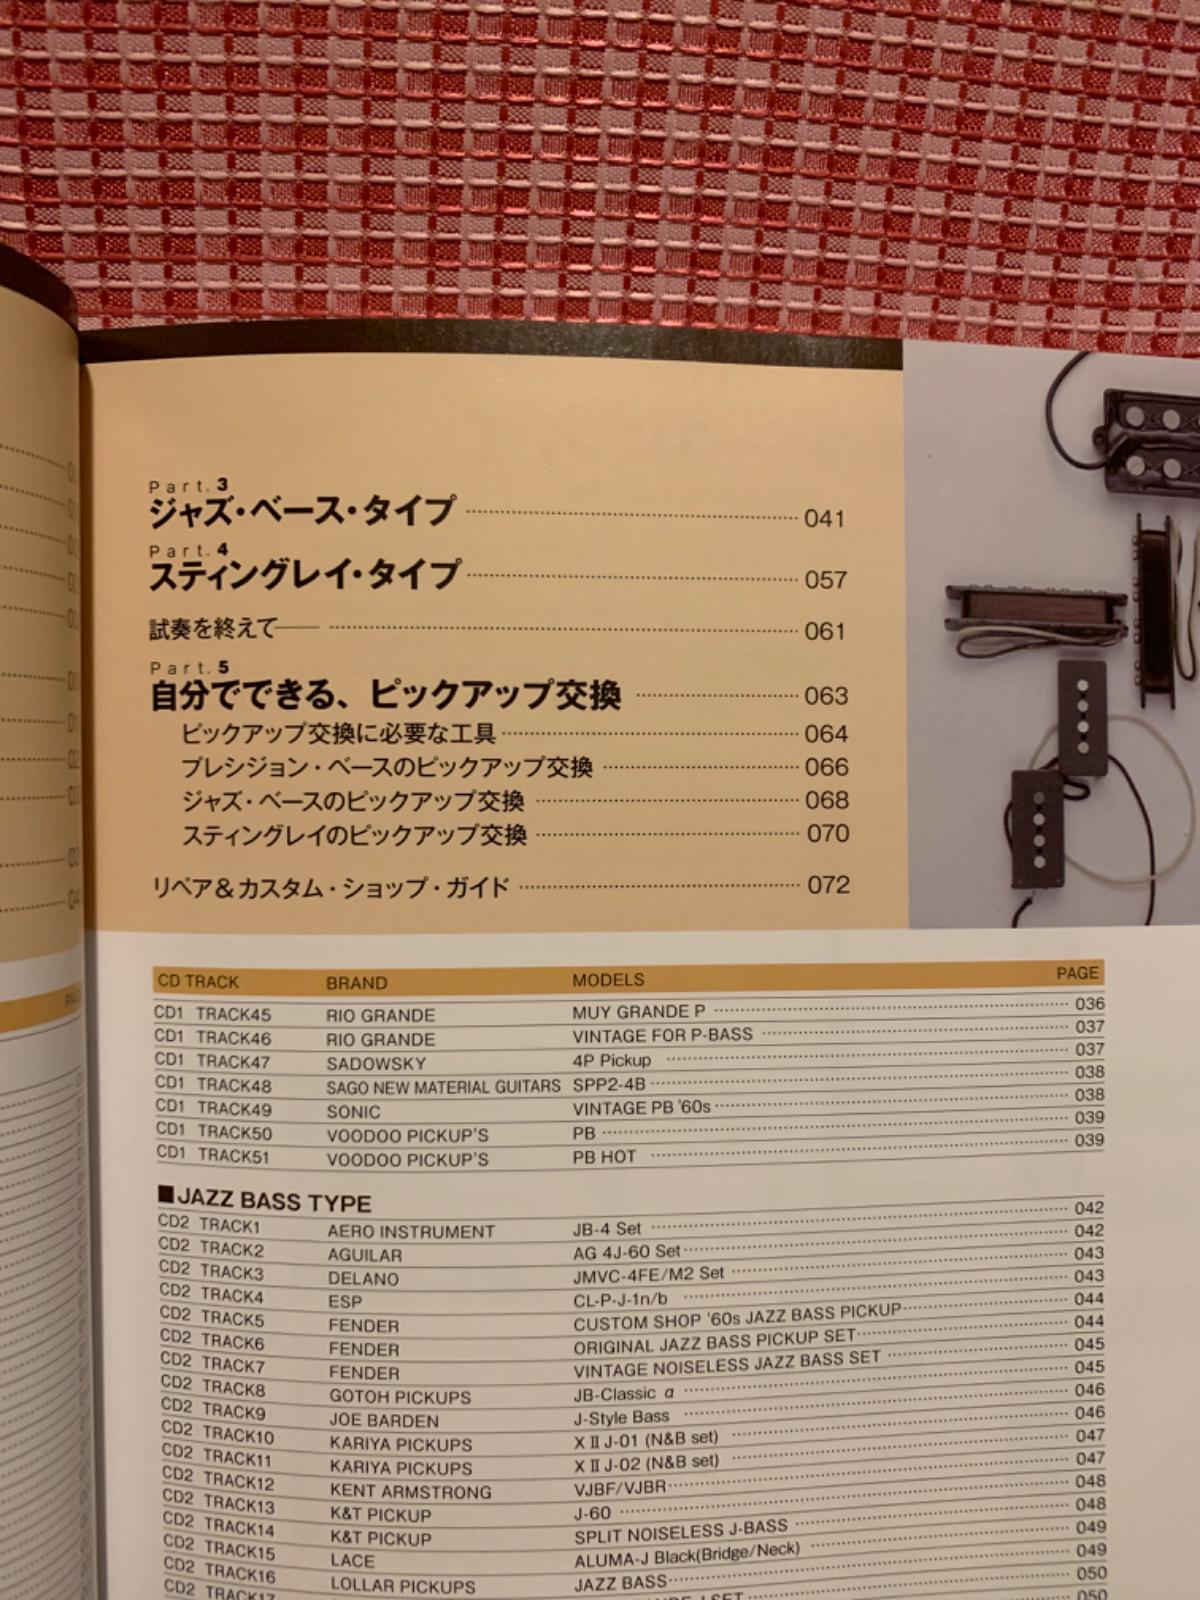 Part.3
ジャズ・ベース・タイプ 041
Part.4
スティングレイ・タイプ 057
試奏を終えて―― 061
Part.5
自分でできる、ピックアップ交換 063
ピックアップ交換に必要な工具 064
プレシジョン・ベースのピックアップ交換 066
ジャズ・ベースのピックアップ交換 068
スティングレイのピックアップ交換 070
リペア＆カスタム・ショップ・ガイド 072
CD TRACK BRAND MODELS PAGE
CD1 TRACK45 RIO GRANDE MUY GRANDE P 036
CD1 TRACK46 RIO GRANDE VINTAGE FOR P-BASS 037
CD1 TRACK47 SADOWSKY 4P Pickup 037
CD1 TRACK48 SAGO NEW MATERIAL GUITARS SPP2-4B 038
CD1 TRACK49 SONIC VINTAGE PB '60s 038
CD1 TRACK50 VOODOO PICKUP'S PB 039
CD1 TRACK51 VOODOO PICKUP'S PB HOT 039
■JAZZ BASS TYPE
CD2 TRACK1 AERO INSTRUMENT JB-4 Set 042
CD2 TRACK2 AGUILAR AG 4J-60 Set 042
CD2 TRACK3 DELANO JMVC-4FE/M2 Set 043
CD2 TRACK4 ESP CL-P-J-1n/b 043
CD2 TRACK5 FENDER CUSTOM SHOP '60s JAZZ BASS PICKUP 044
CD2 TRACK6 FENDER ORIGINAL JAZZ BASS PICKUP SET 044
CD2 TRACK7 FENDER VINTAGE NOISELESS JAZZ BASS SET 045
CD2 TRACK8 GOTOH PICKUPS JB-Classic α 045
CD2 TRACK9 JOE BARDEN J-Style Bass 046
CD2 TRACK10 KARIYA PICKUPS X II J-01 (N&B set) 046
CD2 TRACK11 KARIYA PICKUPS X II J-02 (N&B set) 047
CD2 TRACK12 KENT ARMSTRONG VJBF/VJBR 047
CD2 TRACK13 K&T PICKUP J-60 048
CD2 TRACK14 K&T PICKUP SPLIT NOISELESS J-BASS 048
CD2 TRACK15 LACE ALUMA-J Black(Bridge/Neck) 049
CD2 TRACK16 LOLLAR PICKUPS JAZZ BASS 049
CD2 TRACK17 050
050